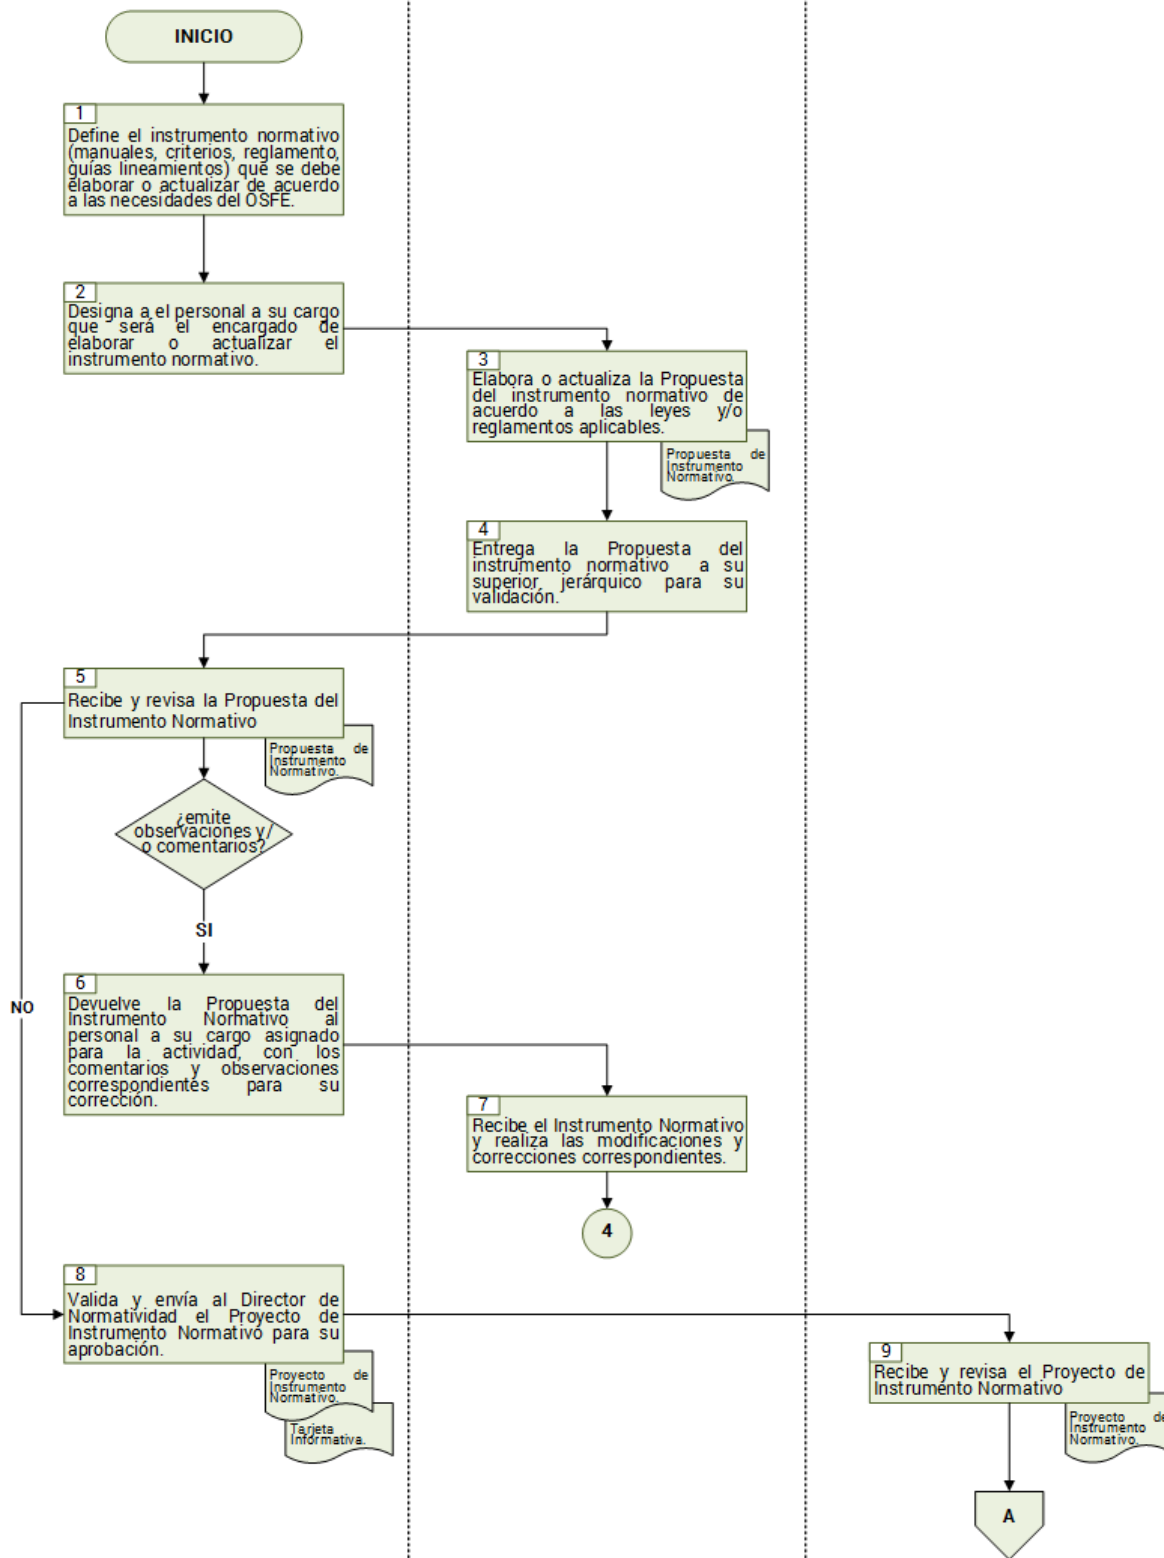 INICIO
1
Define el instrumento normativo
(manuales, criterios, reglamento,
guías lineamientos) que se debe
elaborar o actualizar de acuerdo
a las necesidades del OSFE.
2
Designa a el personal a su cargo
que será el encargado de
elaborar o actualizar el
instrumento normativo.
3
Elabora o actualiza la Propuesta
del instrumento normativo de
acuerdo a las leyes y/o
reglamentos aplicables.
Propuesta de
Instrumento
Normativo.
4
Entrega la Propuesta del
instrumento normativo a su
superior jerárquico para su
validación.
5
Recibe y revisa la Propuesta del
Instrumento Normativo
Propuesta de
Instrumento
Normativo.
¿emite
observaciones y/
o comentarios?
SI
NO
6
Devuelve la Propuesta del
Instrumento Normativo al
personal a su cargo asignado
para la actividad, con los
comentarios y observaciones
correspondientes para su
corrección.
7
Recibe el Instrumento Normativo
y realiza las modificaciones y
correcciones correspondientes.
4
8
Valida y envía al Director de
Normatividad el Proyecto de
Instrumento Normativo para su
aprobación.
Proyecto de
Instrumento
Normativo.
Tarjeta
Informativa.
9
Recibe y revisa el Proyecto de
Instrumento Normativo
Proyecto de
Instrumento
Normativo.
A